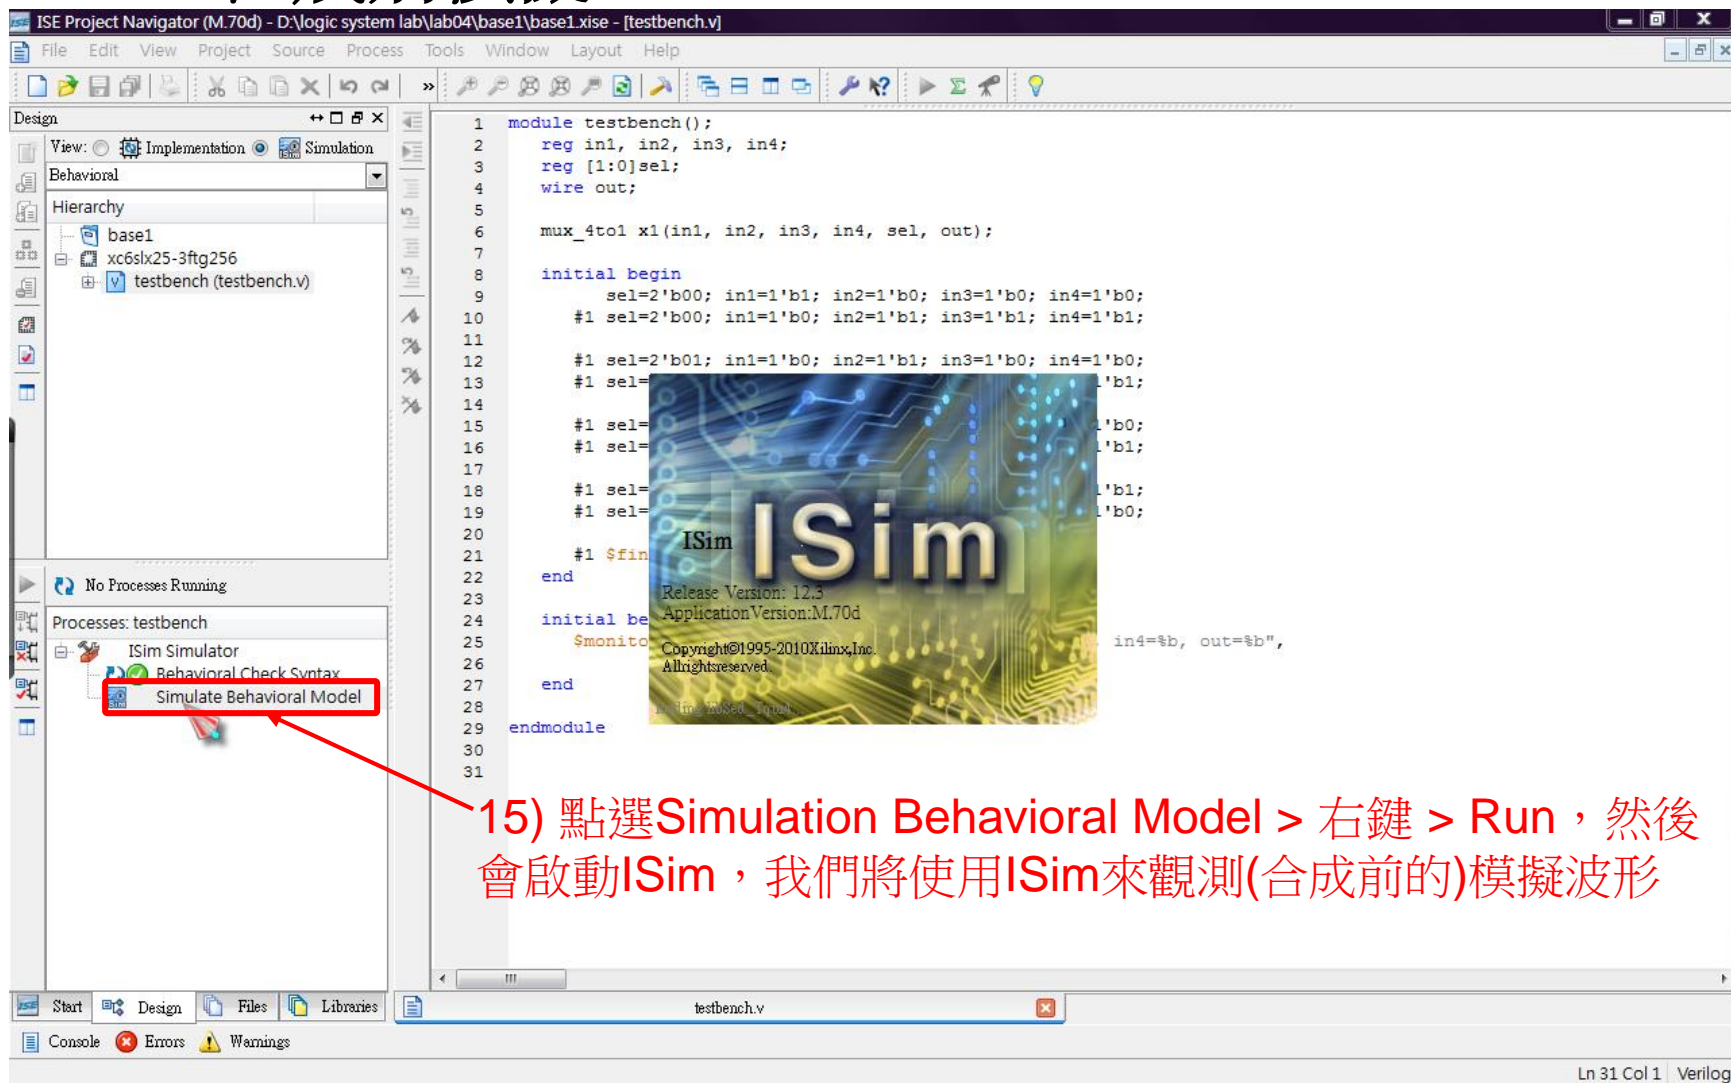 ISE Project Navigator (M.70d) - D:\logic system lab\lab04\base1\base1.xise - [testbench.v]
File Edit View Project Source Process Tools Window Layout Help
Design
View: Implementation Simulation
Behavioral
Hierarchy
base1
xc6slx25-3ftg256
testbench (testbench.v)
No Processes Running
Processes: testbench
ISim Simulator
Behavioral Check Syntax
Simulate Behavioral Model
1 module testbench();
2 reg in1, in2, in3, in4;
3 reg [1:0]sel;
4 wire out;
5
6 mux_4to1 x1(in1, in2, in3, in4, sel, out);
7
8 initial begin
9 sel=2'b00; in1=1'b1; in2=1'b0; in3=1'b0; in4=1'b0;
10 #1 sel=2'b00; in1=1'b0; in2=1'b1; in3=1'b1; in4=1'b1;
11
12 #1 sel=2'b01; in1=1'b0; in2=1'b1; in3=1'b0; in4=1'b0;
13 #1 sel= 1'b1;
14
15 #1 sel= 1'b0;
16 #1 sel= 1'b1;
17
18 #1 sel= 1'b1;
19 #1 sel= 1'b0;
20
21 #1 $fin
22 end
23
24 initial be
25 $monito in4=%b, out=%b",
26
27 end
28
29 endmodule
30
31
ISim
ISim
Release Version: 12.3
ApplicationVersion:M.70d
Copyright©1995-2010Xilinx,Inc.
Allrightsreserved.
15) 點選Simulation Behavioral Model > 右鍵 > Run，然後
會啟動ISim，我們將使用ISim來觀測(合成前的)模擬波形
Start Design Files Libraries
testbench.v
Console Errors Warnings
Ln 31 Col 1 Verilog